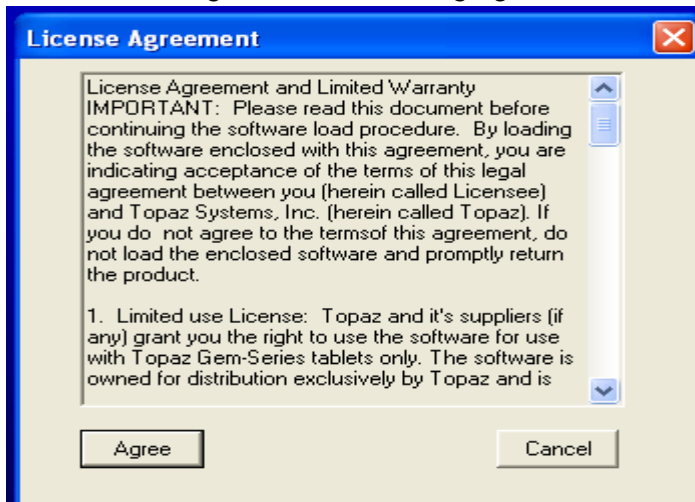 License Agreement
License Agreement and Limited Warranty
IMPORTANT:  Please read this document before
continuing the software load procedure.  By loading
the software enclosed with this agreement, you are
indicating acceptance of the terms of this legal
agreement between you (herein called Licensee)
and Topaz Systems, Inc. (herein called Topaz). If
you do  not agree to the termsof this agreement, do
not load the enclosed software and promptly return
the product.
1.  Limited use License:  Topaz and it's suppliers (if
any) grant you the right to use the software for use
with Topaz Gem-Series tablets only. The software is
owned for distribution exclusively by Topaz and is
Agree
Cancel